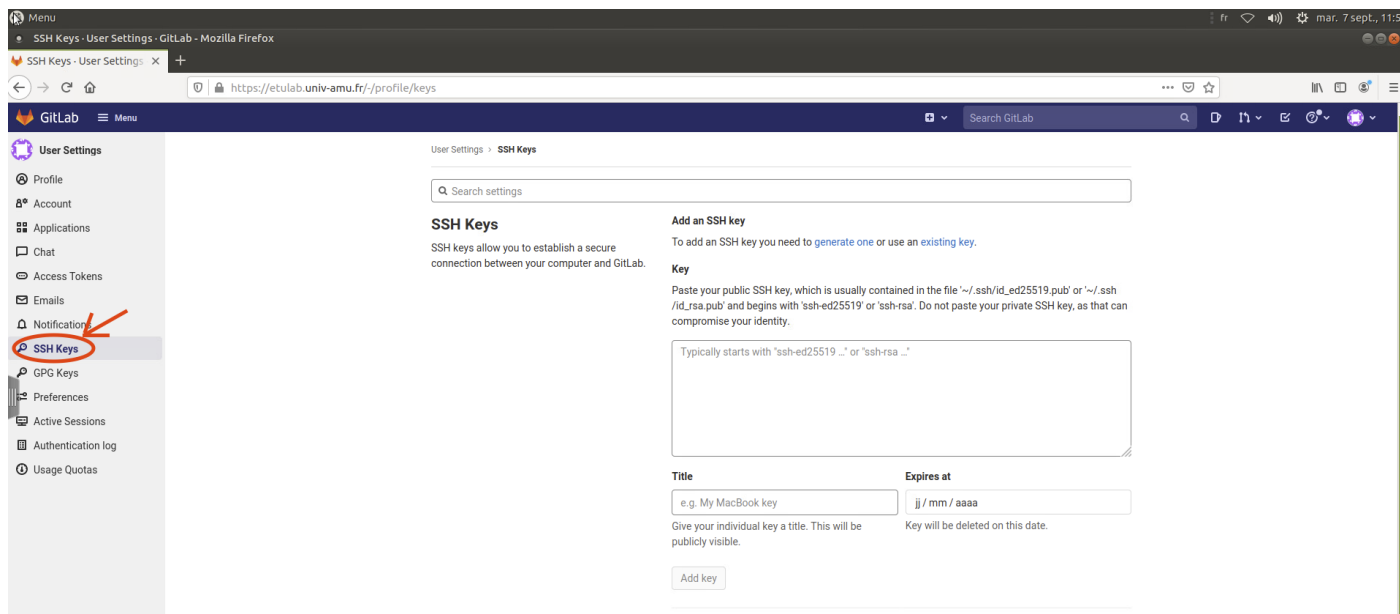 Menu
fr
mar. 7 sept., 11:5
SSH Keys · User Settings · GitLab - Mozilla Firefox
SSH Keys · User Settings
https://etulab.univ-amu.fr/-/profile/keys
GitLab
Menu
Search GitLab
User Settings
Profile
Account
Applications
Chat
Access Tokens
Emails
Notifications
SSH Keys
GPG Keys
Preferences
Active Sessions
Authentication log
Usage Quotas
User Settings > SSH Keys
Search settings
SSH Keys
SSH keys allow you to establish a secure
connection between your computer and GitLab.
Add an SSH key
To add an SSH key you need to generate one or use an existing key.
Key
Paste your public SSH key, which is usually contained in the file '~/.ssh/id_ed25519.pub' or '~/.ssh
/id_rsa.pub' and begins with 'ssh-ed25519' or 'ssh-rsa'. Do not paste your private SSH key, as that can
compromise your identity.
Typically starts with "ssh-ed25519 …" or "ssh-rsa …"
Title
e.g. My MacBook key
Give your individual key a title. This will be
publicly visible.
Expires at
jj / mm / aaaa
Key will be deleted on this date.
Add key